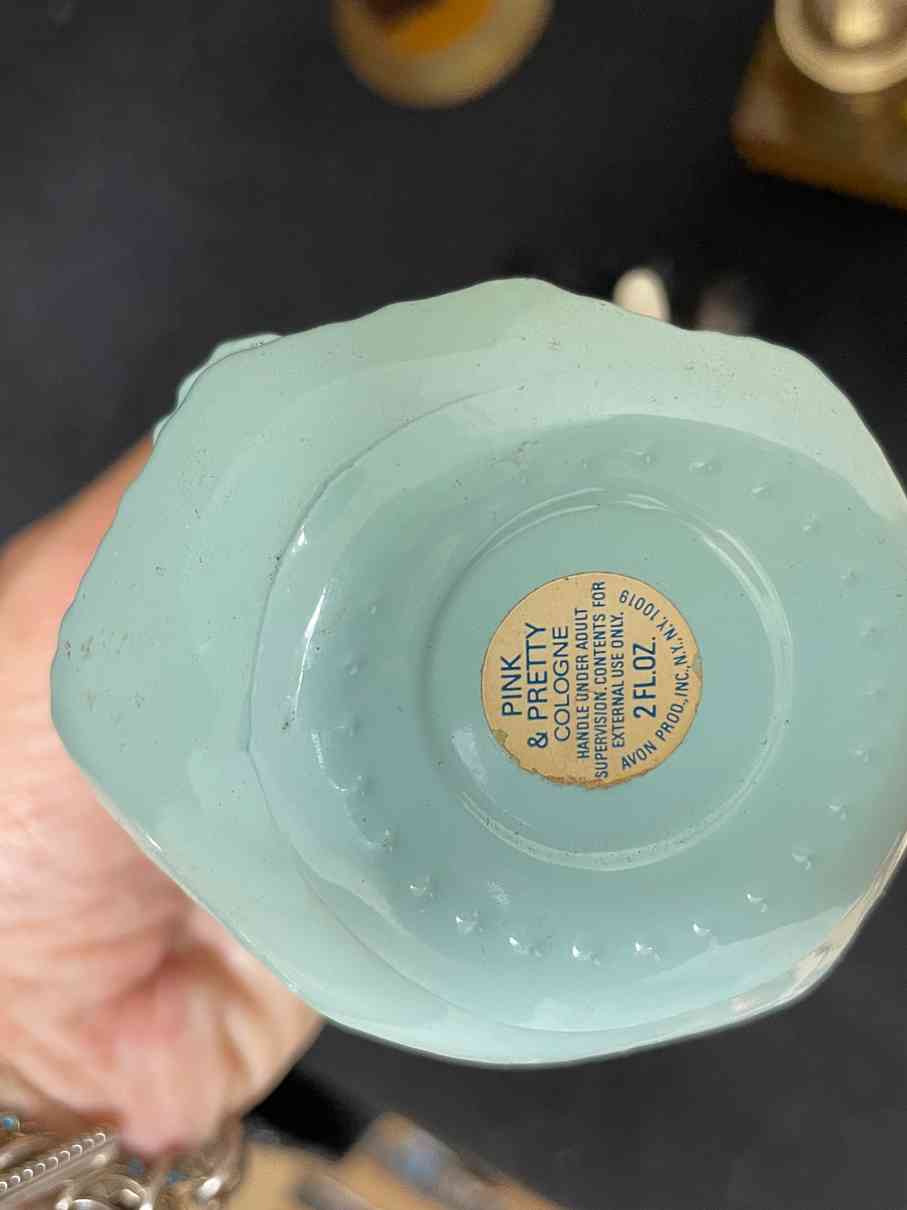 PINK
& PRETTY
COLOGNE
HANDLE UNDER ADULT
SUPERVISION. CONTENTS FOR
EXTERNAL USE ONLY.
2 FL.OZ.
AVON PROD., INC., N.Y., N.Y. 10019